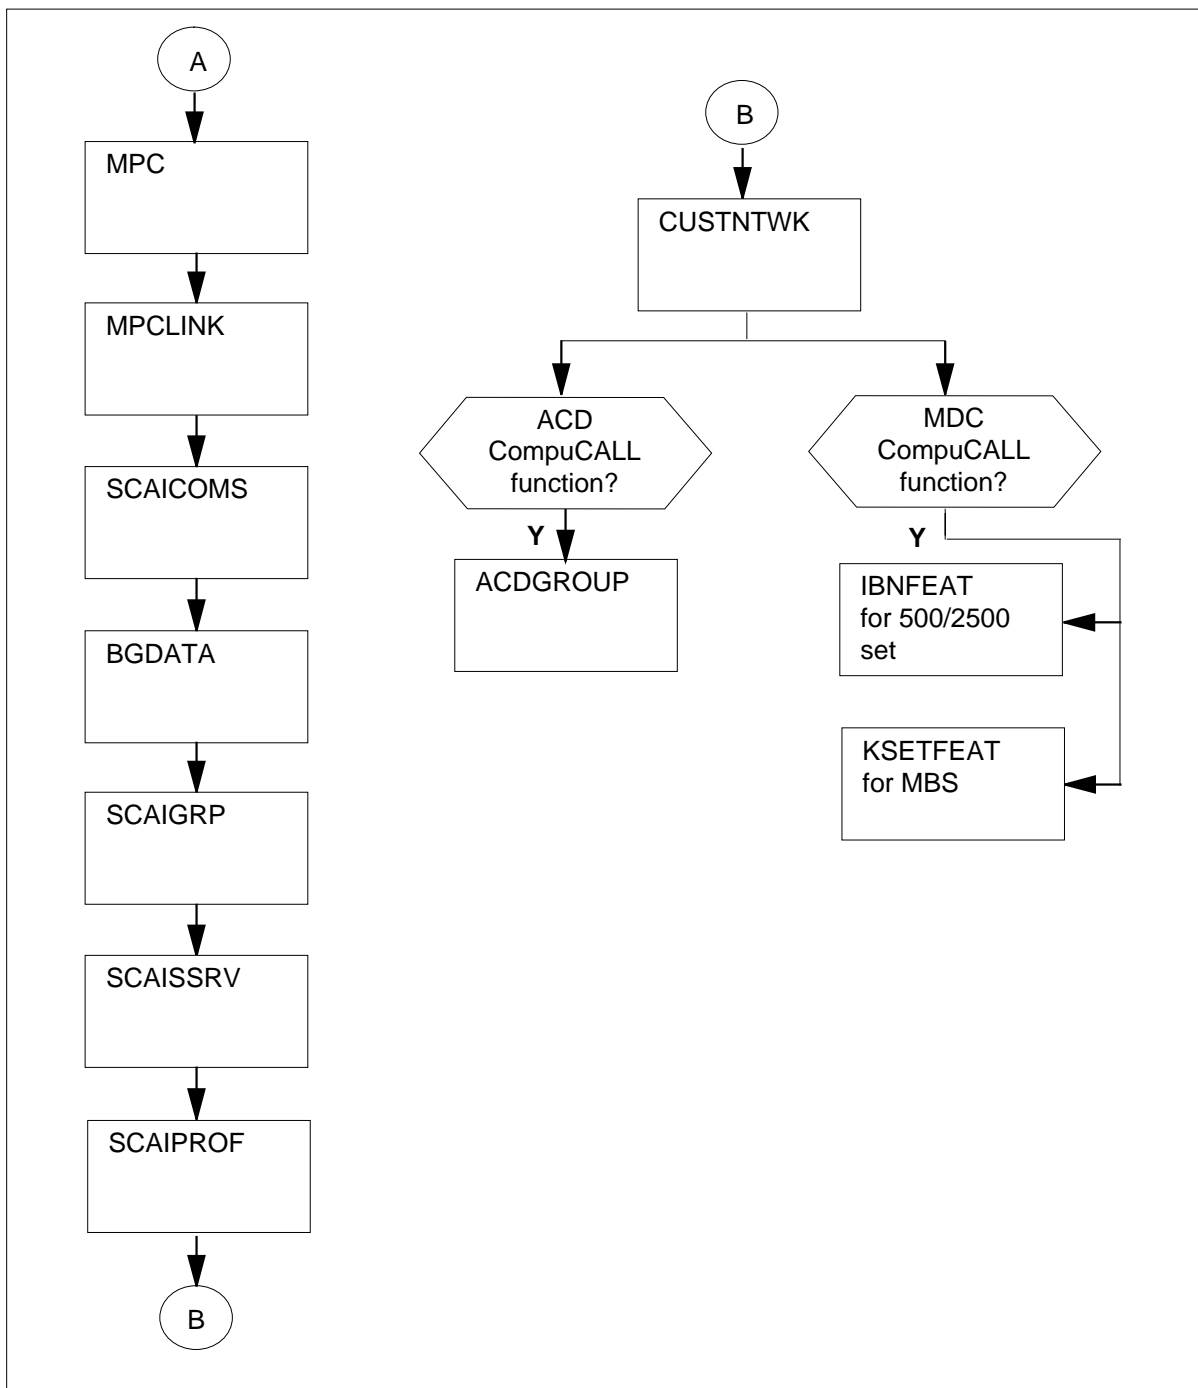 A
MPC
MPCLINK
SCAICOMS
BGDATA
SCAIGRP
SCAISSRV
SCAIPROF
B
B
CUSTNTWK
ACD
CompuCALL
function?
Y
ACDGROUP
MDC
CompuCALL
function?
Y
IBNFEAT
for 500/2500
set
KSETFEAT
for MBS